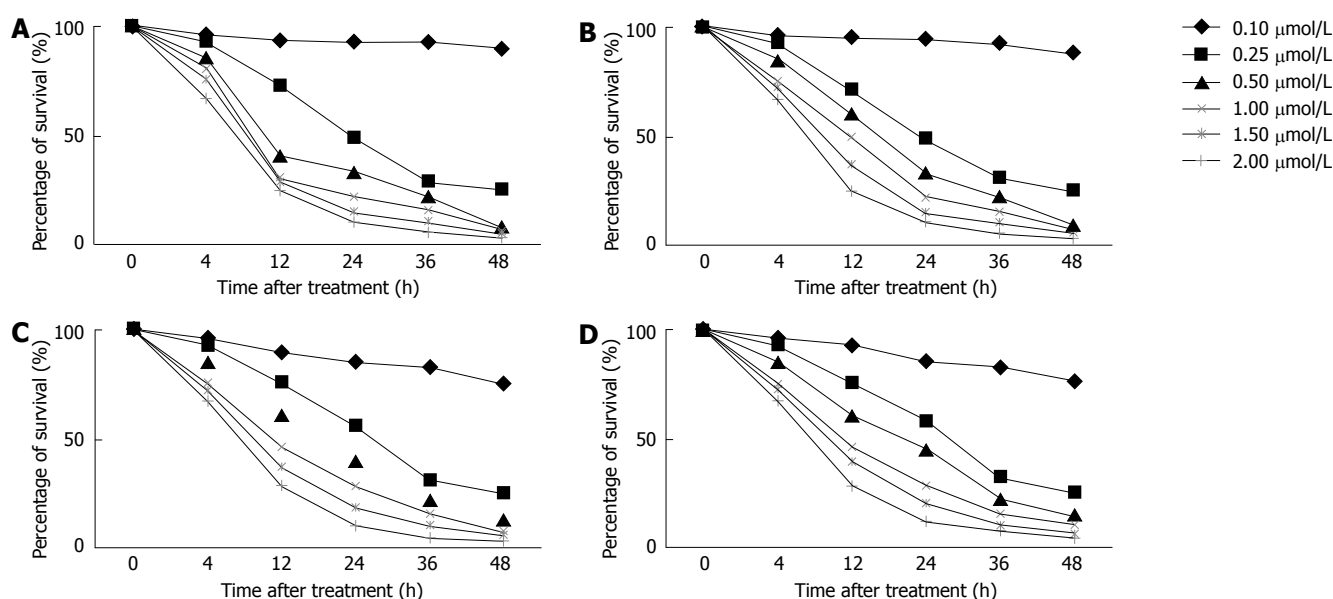 A
Percentage of survival (%)
100
50
0
0 4 12 24 36 48
Time after treatment (h)
B
Percentage of survival (%)
100
50
0
0 4 12 24 36 48
Time after treatment (h)
0.10 μmol/L
0.25 μmol/L
0.50 μmol/L
1.00 μmol/L
1.50 μmol/L
2.00 μmol/L
C
Percentage of survival (%)
100
50
0
0 4 12 24 36 48
Time after treatment (h)
D
Percentage of survival (%)
100
50
0
0 4 12 24 36 48
Time after treatment (h)